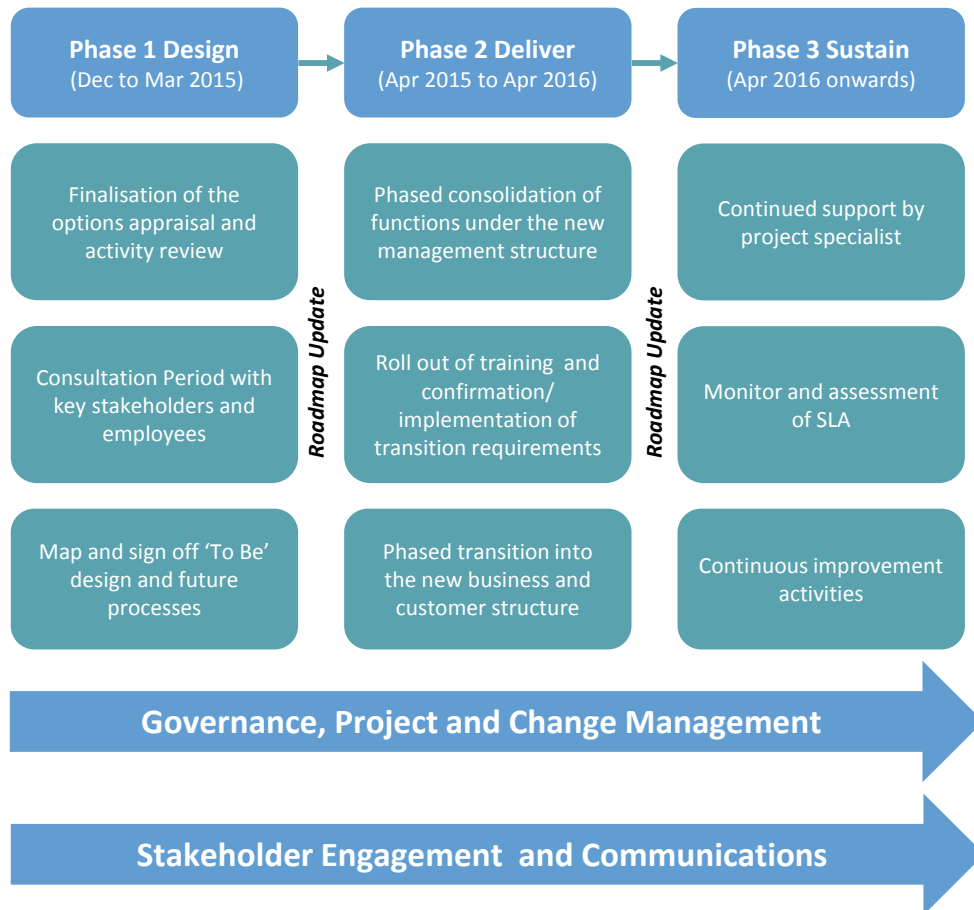 Phase 1 Design
(Dec to Mar 2015)
Phase 2 Deliver
(Apr 2015 to Apr 2016)
Phase 3 Sustain
(Apr 2016 onwards)
Finalisation of the
options appraisal and
activity review
Phased consolidation of
functions under the new
management structure
Continued support by
project specialist
Roadmap Update
Roadmap Update
Consultation Period with
key stakeholders and
employees
Roll out of training and
confirmation/
implementation of
transition requirements
Monitor and assessment
of SLA
Map and sign off ‘To Be’
design and future
processes
Phased transition into
the new business and
customer structure
Continuous improvement
activities
Governance, Project and Change Management
Stakeholder Engagement and Communications